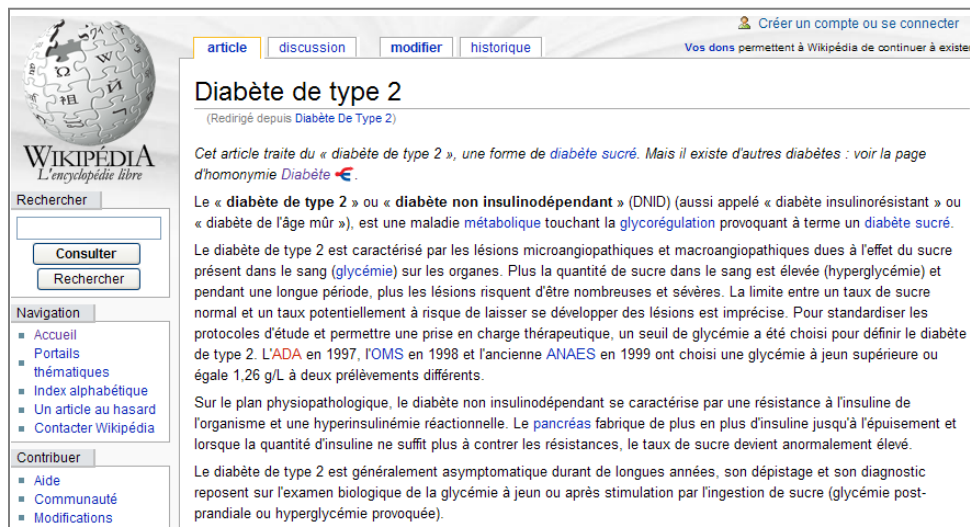 Créer un compte ou se connecter
article discussion modifier historique
Vos dons permettent à Wikipédia de continuer à exister
Diabète de type 2
(Redirigé depuis Diabète De Type 2)
Cet article traite du « diabète de type 2 », une forme de diabète sucré. Mais il existe d'autres diabètes : voir la page
d'homonymie Diabète .
Le « diabète de type 2 » ou « diabète non insulinodépendant » (DNID) (aussi appelé « diabète insulinorésistant » ou
« diabète de l'âge mûr »), est une maladie métabolique touchant la glycorégulation provoquant à terme un diabète sucré.
Le diabète de type 2 est caractérisé par les lésions microangiopathiques et macroangiopathiques dues à l'effet du sucre
présent dans le sang (glycémie) sur les organes. Plus la quantité de sucre dans le sang est élevée (hyperglycémie) et
pendant une longue période, plus les lésions risquent d'être nombreuses et sévères. La limite entre un taux de sucre
normal et un taux potentiellement à risque de laisser se développer des lésions est imprécise. Pour standardiser les
protocoles d'étude et permettre une prise en charge thérapeutique, un seuil de glycémie a été choisi pour définir le diabète
de type 2. L'ADA en 1997, l'OMS en 1998 et l'ancienne ANAES en 1999 ont choisi une glycémie à jeun supérieure ou
égale 1,26 g/L à deux prélèvements différents.
Sur le plan physiopathologique, le diabète non insulinodépendant se caractérise par une résistance à l'insuline de
l'organisme et une hyperinsulinémie réactionnelle. Le pancréas fabrique de plus en plus d'insuline jusqu'à l'épuisement et
lorsque la quantité d'insuline ne suffit plus à contrer les résistances, le taux de sucre devient anormalement élevé.
Le diabète de type 2 est généralement asymptomatique durant de longues années, son dépistage et son diagnostic
reposent sur l'examen biologique de la glycémie à jeun ou après stimulation par l'ingestion de sucre (glycémie post-
prandiale ou hyperglycémie provoquée).
WIKIPÉDIA
L'encyclopédie libre
Rechercher
Consulter
Rechercher
Navigation
Accueil
Portails
thématiques
Index alphabétique
Un article au hasard
Contacter Wikipédia
Contribuer
Aide
Communauté
Modifications